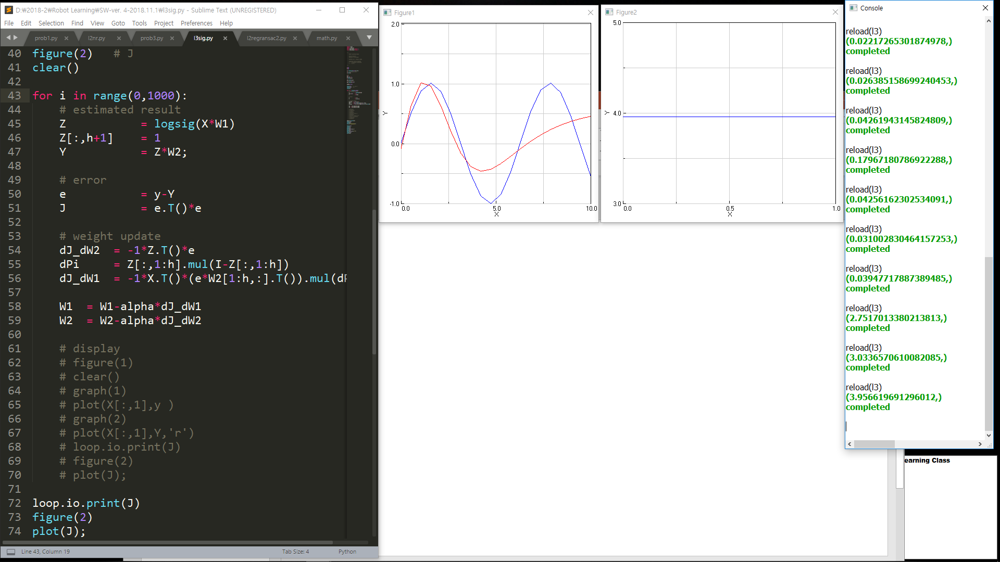 D:₩2018-2₩Robot Learning₩SW-ver. 4-2018.11.1₩l3sig.py - Sublime Text (UNREGISTERED)
File Edit Selection Find View Goto Tools Project Preferences Help
prob1.py × l2nr.py × prob3.py × l3sig.py × l2regransac2.py × math.py ×
40 figure(2)   # J
41 clear()
42
43 for i in range(0,1000):
44     # estimated result
45     Z           = logsig(X*W1)
46     Z[:,h+1]    = 1
47     Y           = Z*W2;
48
49     # error
50     e           = y-Y
51     J           = e.T()*e
52
53     # weight update
54     dJ_dW2  = -1*Z.T()*e
55     dPi     = Z[:,1:h].mul(I-Z[:,1:h])
56     dJ_dW1  = -1*X.T()*(e*W2[1:h,:].T()).mul(dP
57
58     W1  = W1-alpha*dJ_dW1
59     W2  = W2-alpha*dJ_dW2
60
61     # display
62     # figure(1)
63     # clear()
64     # graph(1)
65     # plot(X[:,1],y )
66     # graph(2)
67     # plot(X[:,1],Y,'r')
68     # loop.io.print(J)
69     # figure(2)
70     # plot(J);
71
72 loop.io.print(J)
73 figure(2)
74 plot(J);
Line 43, Column 19 Tab Size: 4 Python
Figure1
2.0
1.0
Y
0.0
-1.0
0.0 5.0 10.0
X
Figure2
5.0
Y 4.0
3.0
0.0 0.5 1.0
X
Console
reload(l3)
(0.02217265301874978,)
completed
reload(l3)
(0.026385158699240453,)
completed
reload(l3)
(0.04261943145824809,)
completed
reload(l3)
(0.17967180786922288,)
completed
reload(l3)
(0.04256162302534091,)
completed
reload(l3)
(0.031002830464157253,)
completed
reload(l3)
(0.03947717887389485,)
completed
reload(l3)
(2.7517013380213813,)
completed
reload(l3)
(3.0336570610082085,)
completed
reload(l3)
(3.956619691296012,)
completed
earning Class